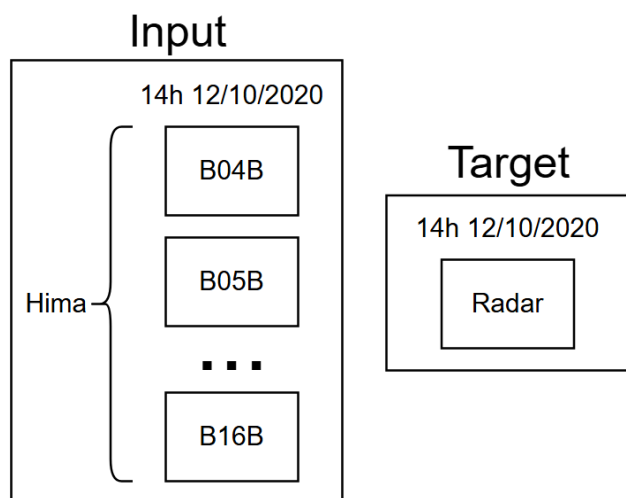 Input
14h 12/10/2020
B04B
B05B
Hima
...
B16B
Target
14h 12/10/2020
Radar